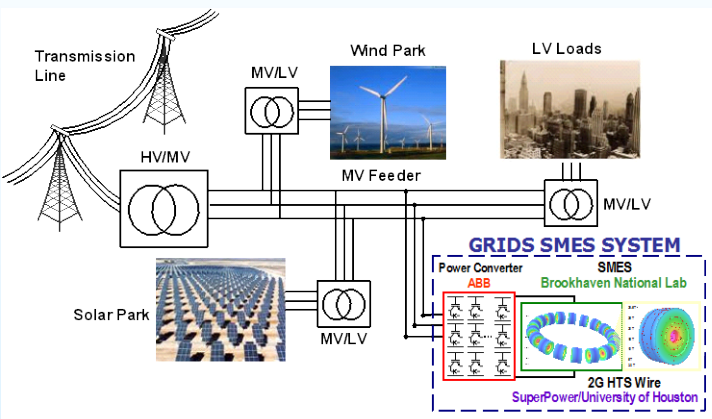 Transmission
Line
Wind Park
LV Loads
MV/LV
HV/MV
MV Feeder
MV/LV
GRIDS SMES SYSTEM
Power Converter
ABB
SMES
Brookhaven National Lab
Solar Park
MV/LV
2G HTS Wire
SuperPower/University of Houston